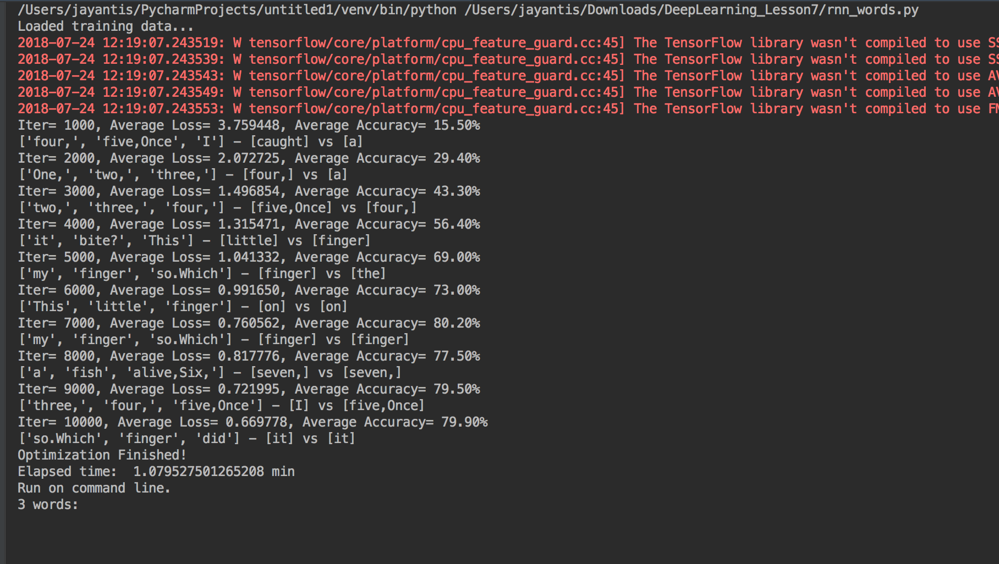 /Users/jayantis/PycharmProjects/untitled1/venv/bin/python /Users/jayantis/Downloads/DeepLearning_Lesson7/rnn_words.py
Loaded training data...
2018-07-24 12:19:07.243519: W tensorflow/core/platform/cpu_feature_guard.cc:45] The TensorFlow library wasn't compiled to use SS
2018-07-24 12:19:07.243539: W tensorflow/core/platform/cpu_feature_guard.cc:45] The TensorFlow library wasn't compiled to use SS
2018-07-24 12:19:07.243543: W tensorflow/core/platform/cpu_feature_guard.cc:45] The TensorFlow library wasn't compiled to use AV
2018-07-24 12:19:07.243549: W tensorflow/core/platform/cpu_feature_guard.cc:45] The TensorFlow library wasn't compiled to use AV
2018-07-24 12:19:07.243553: W tensorflow/core/platform/cpu_feature_guard.cc:45] The TensorFlow library wasn't compiled to use FM
Iter= 1000, Average Loss= 3.759448, Average Accuracy= 15.50%
['four,', 'five,Once', 'I'] - [caught] vs [a]
Iter= 2000, Average Loss= 2.072725, Average Accuracy= 29.40%
['One,', 'two,', 'three,'] - [four,] vs [a]
Iter= 3000, Average Loss= 1.496854, Average Accuracy= 43.30%
['two,', 'three,', 'four,'] - [five,Once] vs [four,]
Iter= 4000, Average Loss= 1.315471, Average Accuracy= 56.40%
['it', 'bite?', 'This'] - [little] vs [finger]
Iter= 5000, Average Loss= 1.041332, Average Accuracy= 69.00%
['my', 'finger', 'so.Which'] - [finger] vs [the]
Iter= 6000, Average Loss= 0.991650, Average Accuracy= 73.00%
['This', 'little', 'finger'] - [on] vs [on]
Iter= 7000, Average Loss= 0.760562, Average Accuracy= 80.20%
['my', 'finger', 'so.Which'] - [finger] vs [finger]
Iter= 8000, Average Loss= 0.817776, Average Accuracy= 77.50%
['a', 'fish', 'alive,Six,'] - [seven,] vs [seven,]
Iter= 9000, Average Loss= 0.721995, Average Accuracy= 79.50%
['three,', 'four,', 'five,Once'] - [I] vs [five,Once]
Iter= 10000, Average Loss= 0.669778, Average Accuracy= 79.90%
['so.Which', 'finger', 'did'] - [it] vs [it]
Optimization Finished!
Elapsed time:  1.079527501265208 min
Run on command line.
3 words: